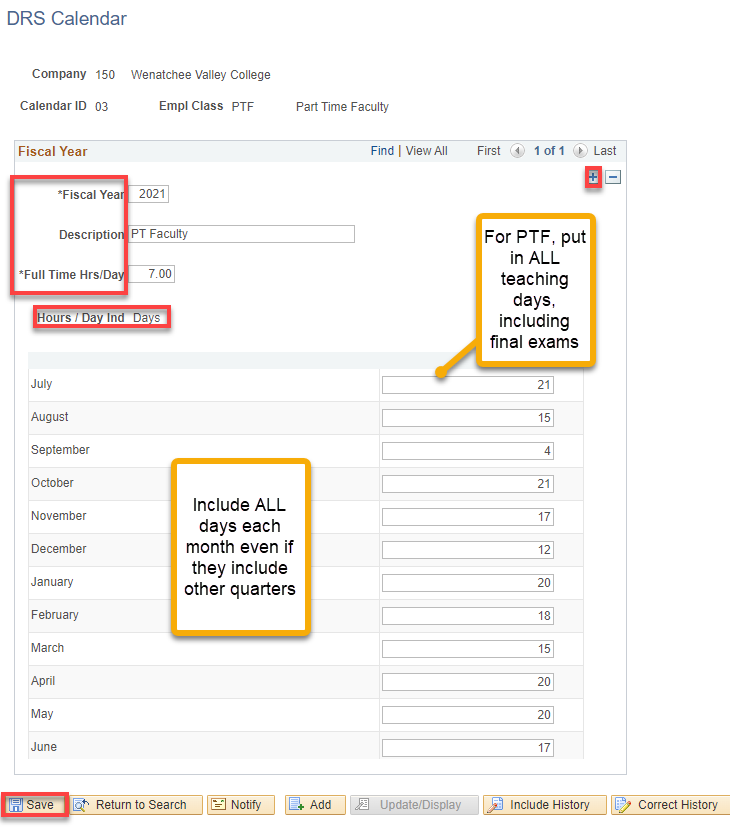 DRS Calendar
Company 150 Wenatchee Valley College
Calendar ID 03 Empl Class PTF Part Time Faculty
Fiscal Year Find | View All First 1 of 1 Last
*Fiscal Year 2021
Description PT Faculty
*Full Time Hrs/Day 7.00
Hours / Day Ind Days
For PTF, put
in ALL
teaching
days,
including
final exams
July 21
August 15
September 4
October 21
November 17
December 12
January 20
February 18
March 15
April 20
May 20
June 17
Include ALL
days each
month even if
they include
other quarters
Save Return to Search Notify Add Update/Display Include History Correct History